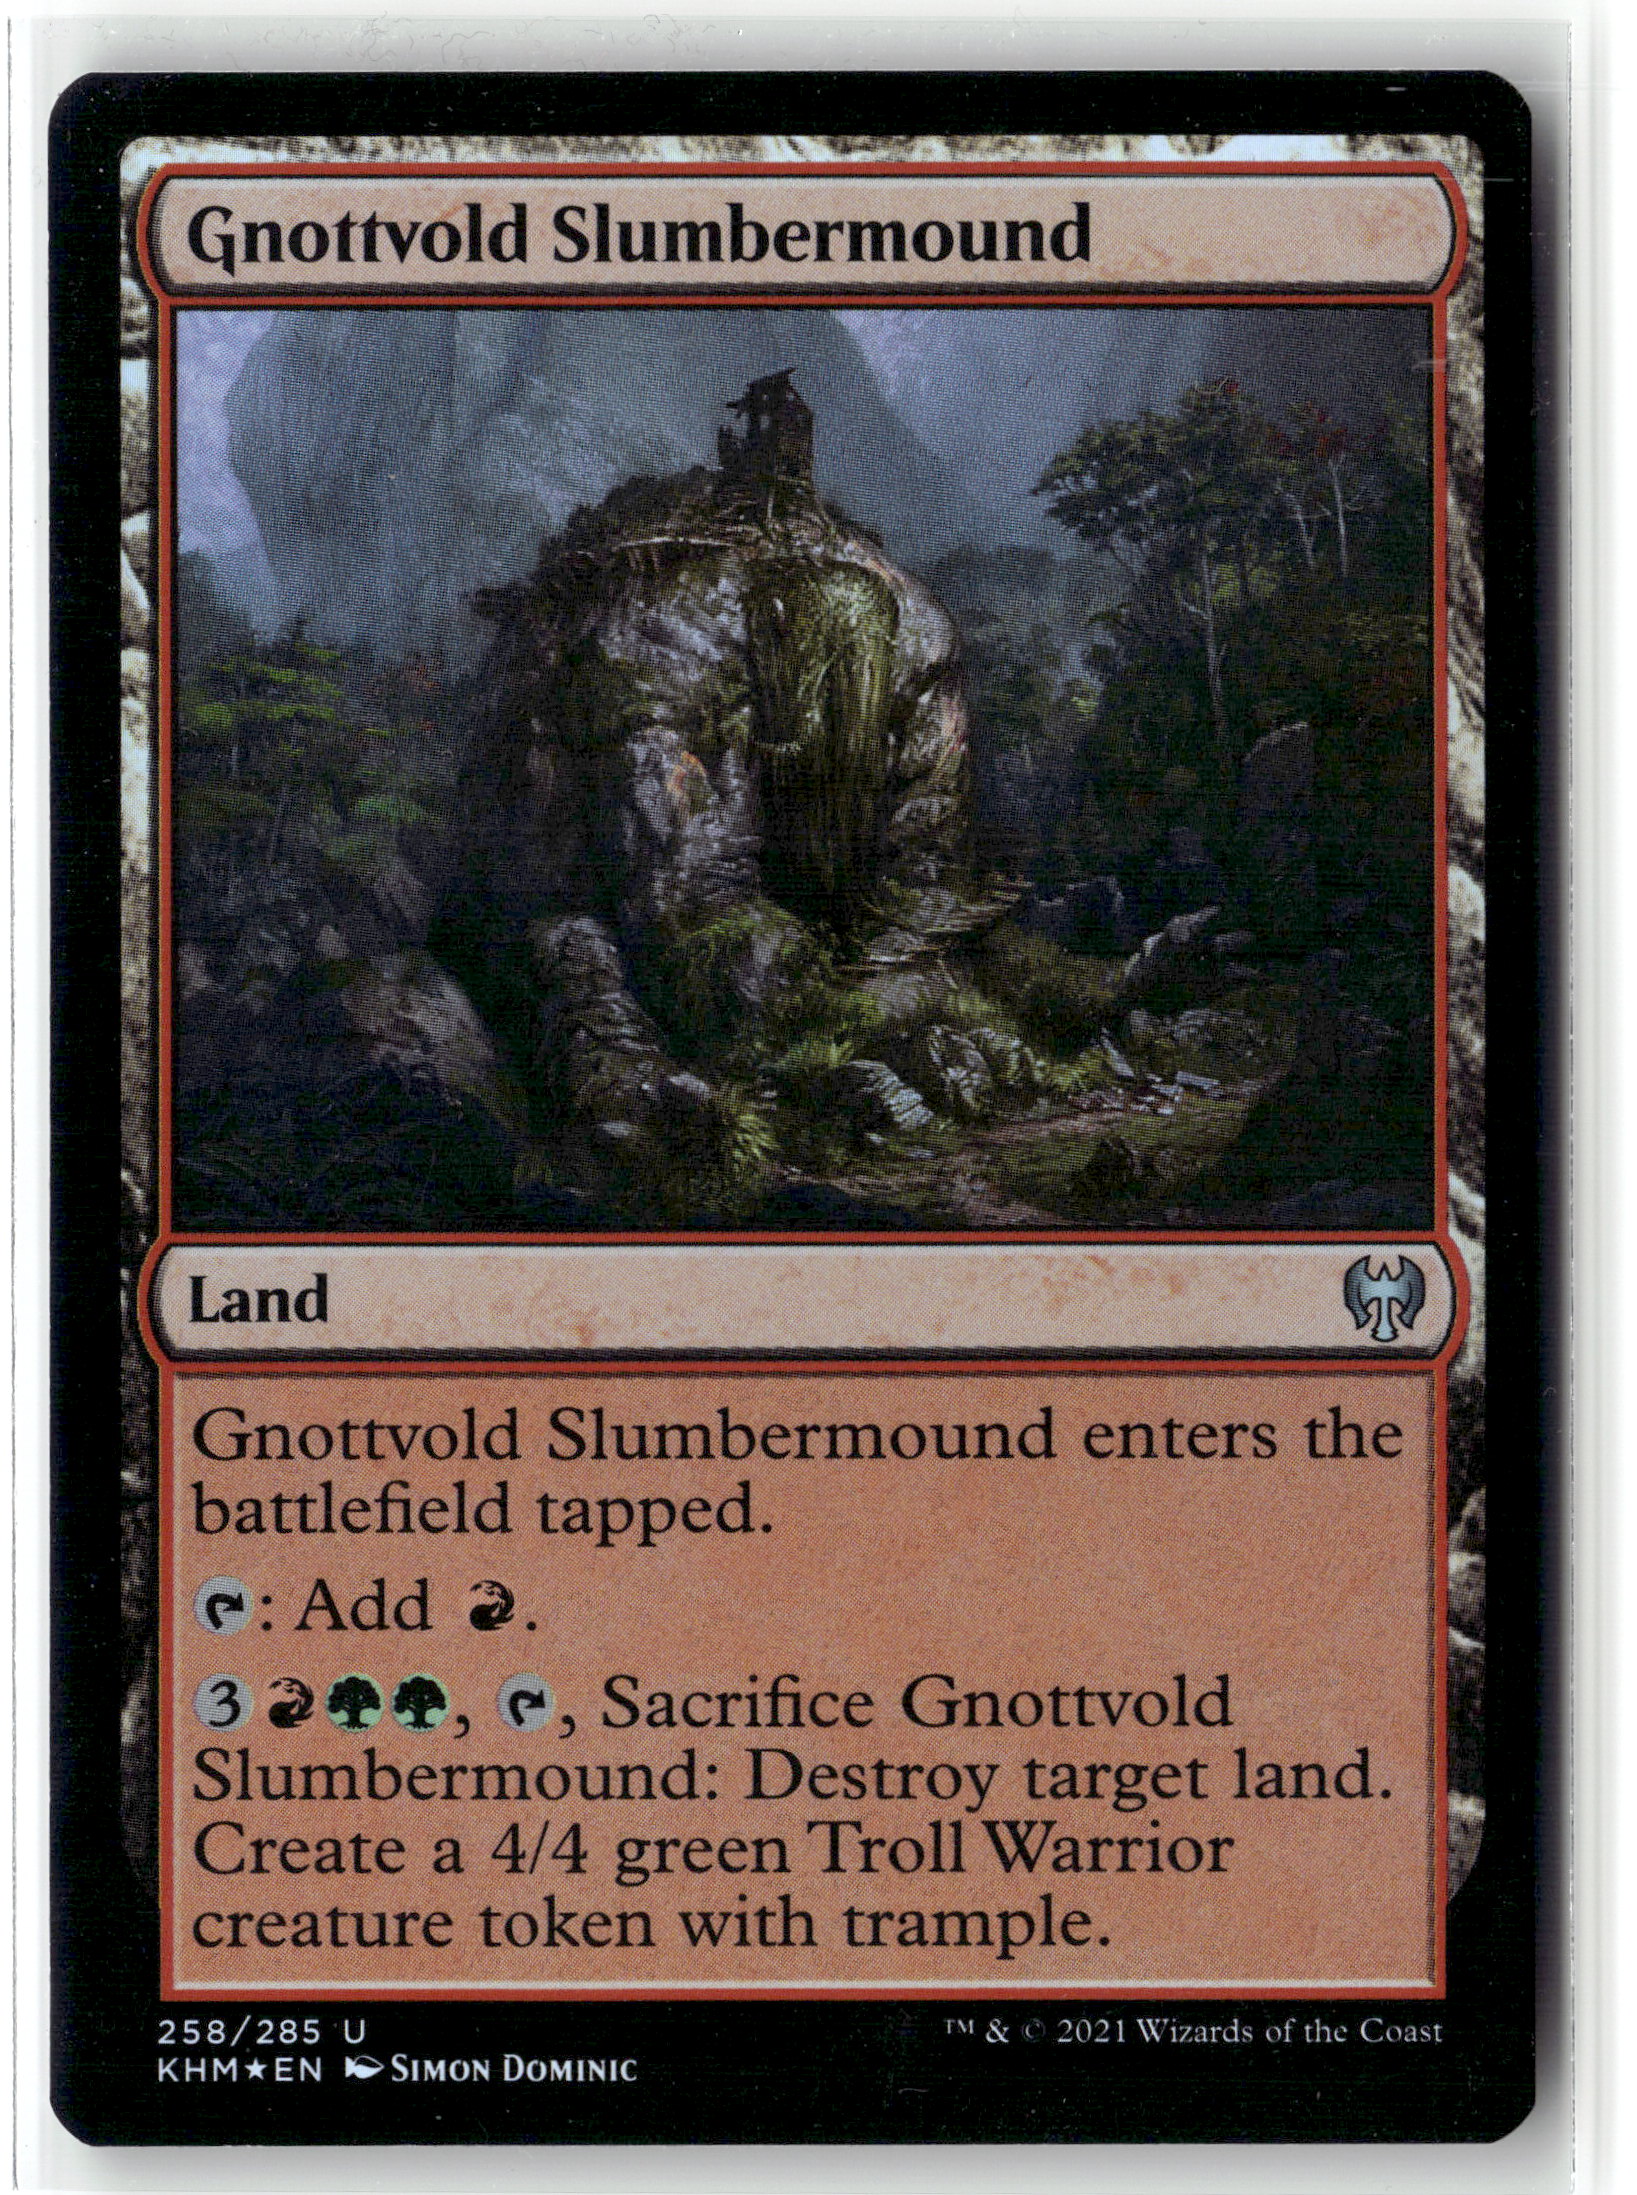 Gnottvold Slumbermound
Land
Gnottvold Slumbermound enters the
battlefield tapped.
: Add .
3, , Sacrifice Gnottvold
Slumbermound: Destroy target land.
Create a 4/4 green Troll Warrior
creature token with trample.
258/285 U
™ & © 2021 Wizards of the Coast
KHM★EN Simon Dominic